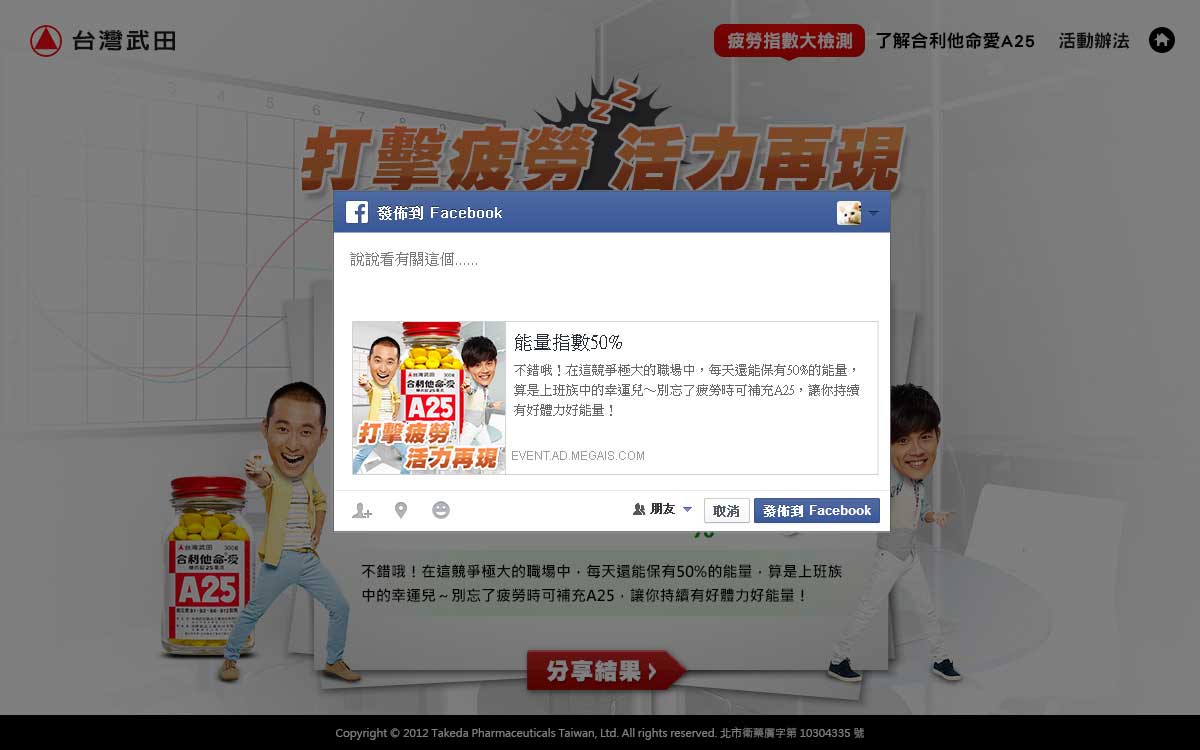 台灣武田
疲勞指數大檢測
了解合利他命愛A25
活動辦法
3 4 5 6 7 8 9
zz
打擊疲勞 活力再現
發佈到 Facebook
說說看有關這個......
台灣武田
合利他命-愛
A25
打擊疲勞
活力再現
能量指數50%
不錯哦！在這競爭極大的職場中，每天還能保有50%的能量，
算是上班族中的幸運兒～別忘了疲勞時可補充A25，讓你持續
有好體力好能量！
EVENT.AD.MEGAIS.COM
朋友
取消
發佈到 Facebook
%
台灣武田 300錠
合利他命-愛
A25
不錯哦！在這競爭極大的職場中，每天還能保有50%的能量，算是上班族
中的幸運兒～別忘了疲勞時可補充A25，讓你持續有好體力好能量！
分享結果
Copyright © 2012 Takeda Pharmaceuticals Taiwan, Ltd. All rights reserved. 北市衛藥廣字第 10304335 號